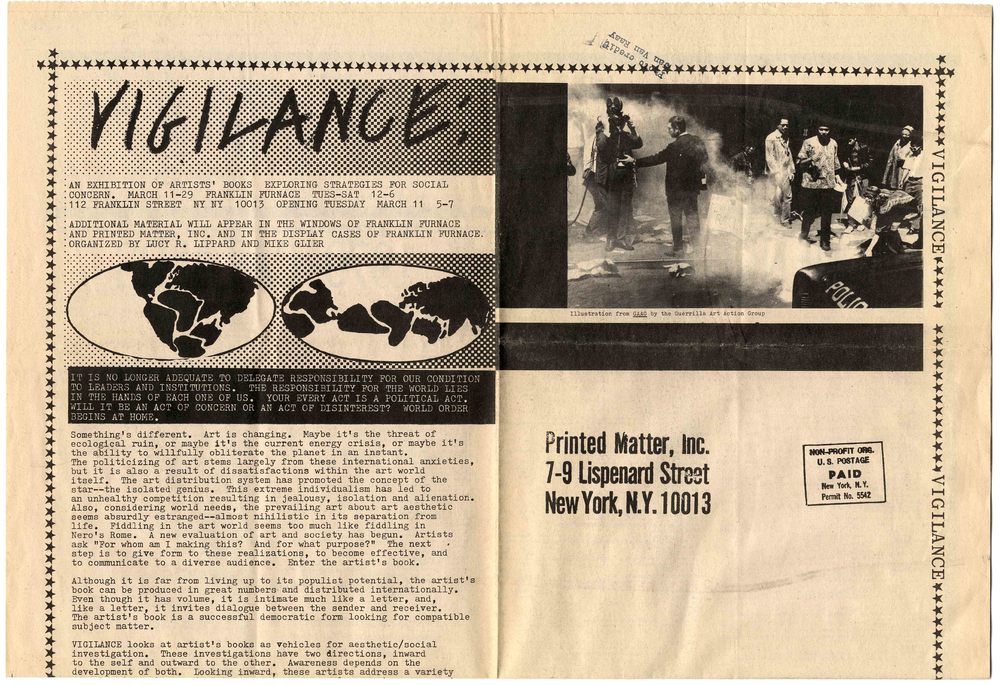 Photo credit:
Jan Van Raay
VIGILANCE:
AN EXHIBITION OF ARTISTS' BOOKS EXPLORING STRATEGIES FOR SOCIAL
CONCERN. MARCH 11-29 FRANKLIN FURNACE TUES-SAT 12-6
112 FRANKLIN STREET NY NY 10013 OPENING TUESDAY MARCH 11 5-7
ADDITIONAL MATERIAL WILL APPEAR IN THE WINDOWS OF FRANKLIN FURNACE
AND PRINTED MATTER, INC. AND IN THE DISPLAY CASES OF FRANKLIN FURNACE.
ORGANIZED BY LUCY R. LIPPARD AND MIKE GLIER
IT IS NO LONGER ADEQUATE TO DELEGATE RESPONSIBILITY FOR OUR CONDITION
TO LEADERS AND INSTITUTIONS. THE RESPONSIBILITY FOR THE WORLD LIES
IN THE HANDS OF EACH ONE OF US. YOUR EVERY ACT IS A POLITICAL ACT.
WILL IT BE AN ACT OF CONCERN OR AN ACT OF DISINTEREST? WORLD ORDER
BEGINS AT HOME.
Something's different. Art is changing. Maybe it's the threat of
ecological ruin, or maybe it's the current energy crisis, or maybe it's
the ability to willfully obliterate the planet in an instant.
The politicizing of art stems largely from these international anxieties,
but it is also a result of dissatisfactions within the art world
itself. The art distribution system has promoted the concept of the
star--the isolated genius. This extreme individualism has led to
an unhealthy competition resulting in jealousy, isolation and alienation.
Also, considering world needs, the prevailing art about art aesthetic
seems absurdly estranged--almost nihilistic in its separation from
life. Fiddling in the art world seems too much like fiddling in
Nero's Rome. A new evaluation of art and society has begun. Artists
ask "For whom am I making this? And for what purpose?" The next
step is to give form to these realizations, to become effective, and
to communicate to a diverse audience. Enter the artist's book.
Although it is far from living up to its populist potential, the artist's
book can be produced in great numbers and distributed internationally.
Even though it has volume, it is intimate much like a letter, and,
like a letter, it invites dialogue between the sender and receiver.
The artist's book is a successful democratic form looking for compatible
subject matter.
VIGILANCE looks at artist's books as vehicles for aesthetic/social
investigation. These investigations have two directions, inward
to the self and outward to the other. Awareness depends on the
development of both. Looking inward, these artists address a variety
POLIC
Illustration from GAAG by the Guerrilla Art Action Group
Printed Matter, Inc.
7-9 Lispenard Street
New York, N.Y. 10013
NON-PROFIT ORG.
U. S. POSTAGE
PAID
New York, N. Y.
Permit No. 5542
VIGILANCE
VIGILANCE